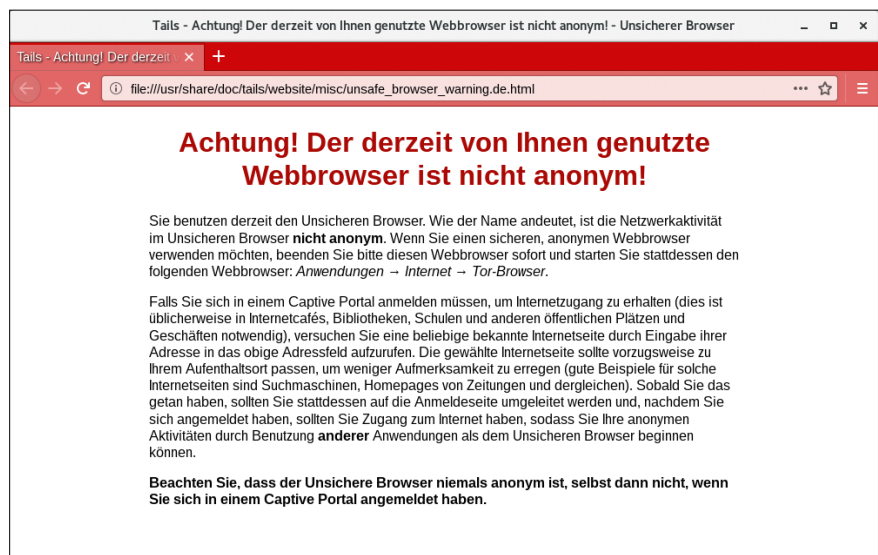 Tails - Achtung! Der derzeit von Ihnen genutzte Webbrowser ist nicht anonym! - Unsicherer Browser
Tails - Achtung! Der derzeit
file:///usr/share/doc/tails/website/misc/unsafe_browser_warning.de.html
Achtung! Der derzeit von Ihnen genutzte
Webbrowser ist nicht anonym!
Sie benutzen derzeit den Unsicheren Browser. Wie der Name andeutet, ist die Netzwerkaktivität
im Unsicheren Browser nicht anonym. Wenn Sie einen sicheren, anonymen Webbrowser
verwenden möchten, beenden Sie bitte diesen Webbrowser sofort und starten Sie stattdessen den
folgenden Webbrowser: Anwendungen → Internet → Tor-Browser.
Falls Sie sich in einem Captive Portal anmelden müssen, um Internetzugang zu erhalten (dies ist
üblicherweise in Internetcafés, Bibliotheken, Schulen und anderen öffentlichen Plätzen und
Geschäften notwendig), versuchen Sie eine beliebige bekannte Internetseite durch Eingabe ihrer
Adresse in das obige Adressfeld aufzurufen. Die gewählte Internetseite sollte vorzugsweise zu
Ihrem Aufenthaltsort passen, um weniger Aufmerksamkeit zu erregen (gute Beispiele für solche
Internetseiten sind Suchmaschinen, Homepages von Zeitungen und dergleichen). Sobald Sie das
getan haben, sollten Sie stattdessen auf die Anmeldeseite umgeleitet werden und, nachdem Sie
sich angemeldet haben, sollten Sie Zugang zum Internet haben, sodass Sie Ihre anonymen
Aktivitäten durch Benutzung anderer Anwendungen als dem Unsicheren Browser beginnen
können.
Beachten Sie, dass der Unsichere Browser niemals anonym ist, selbst dann nicht, wenn
Sie sich in einem Captive Portal angemeldet haben.